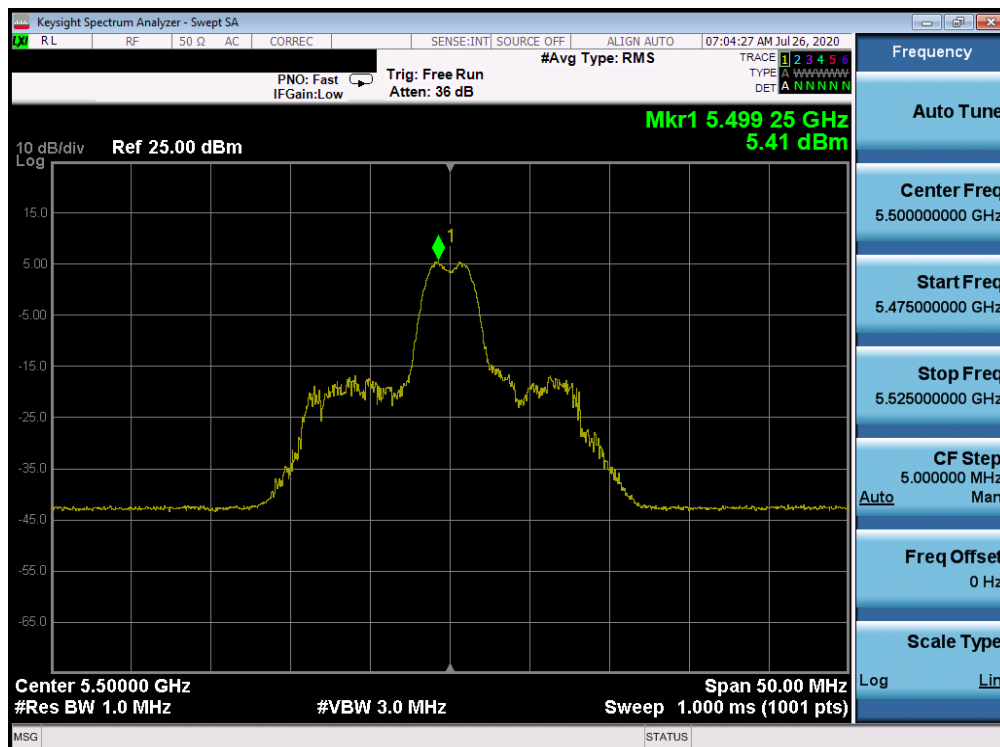 Keysight Spectrum Analyzer - Swept SA
LXI RL RF 50 Ω AC CORREC SENSE:INT SOURCE OFF ALIGN AUTO 07:04:27 AM Jul 26, 2020
PNO: Fast
IFGain:Low
Trig: Free Run
Atten: 36 dB
#Avg Type: RMS
TRACE 1 2 3 4 5 6
TYPE A WWWWW
DET A N N N N N
Mkr1 5.499 25 GHz
5.41 dBm
10 dB/div Ref 25.00 dBm
Log
15.0
5.00
-5.00
-15.0
-25.0
-35.0
-45.0
-55.0
-65.0
1
Center 5.50000 GHz Span 50.00 MHz
#Res BW 1.0 MHz #VBW 3.0 MHz Sweep 1.000 ms (1001 pts)
MSG STATUS
Frequency
Auto Tune
Center Freq
5.500000000 GHz
Start Freq
5.475000000 GHz
Stop Freq
5.525000000 GHz
CF Step
5.000000 MHz
Auto Man
Freq Offset
0 Hz
Scale Type
Log Lin